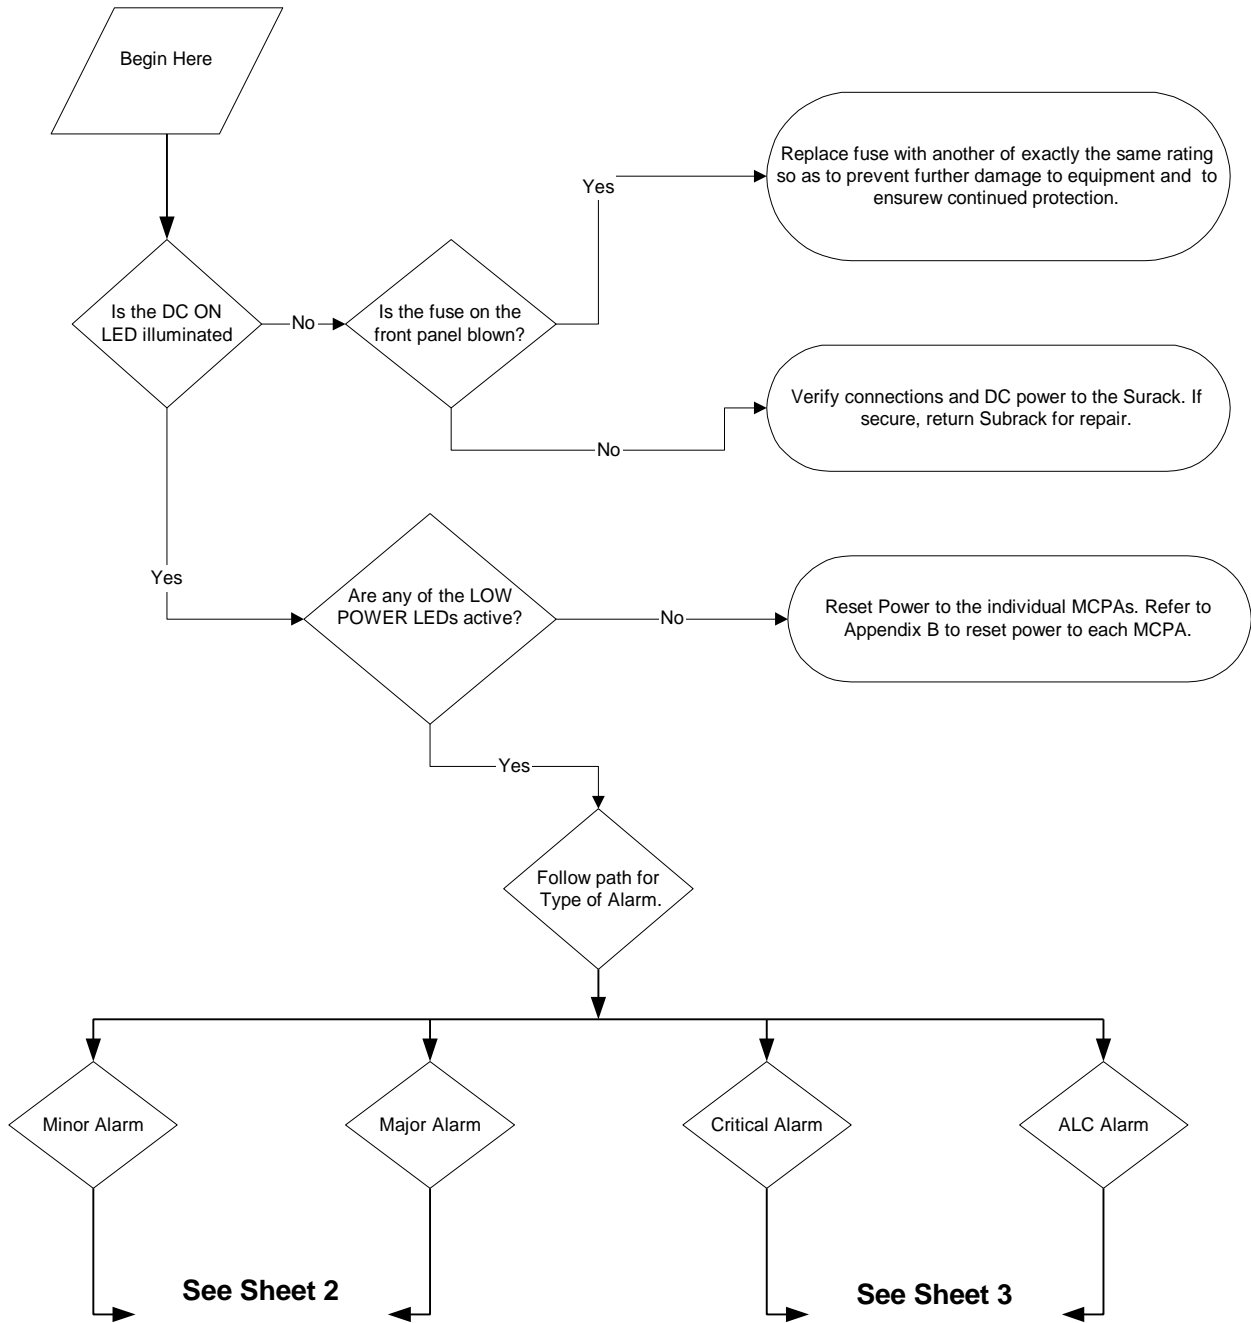 Begin Here
Replace fuse with another of exactly the same rating
so as to prevent further damage to equipment and to
ensurew continued protection.
Yes
Is the DC ON
LED illuminated
No
Is the fuse on the
front panel blown?
Verify connections and DC power to the Surack. If
secure, return Subrack for repair.
No
Yes
Are any of the LOW
POWER LEDs active?
No
Reset Power to the individual MCPAs. Refer to
Appendix B to reset power to each MCPA.
Yes
Follow path for
Type of Alarm.
Minor Alarm
Major Alarm
Critical Alarm
ALC Alarm
See Sheet 2
See Sheet 3